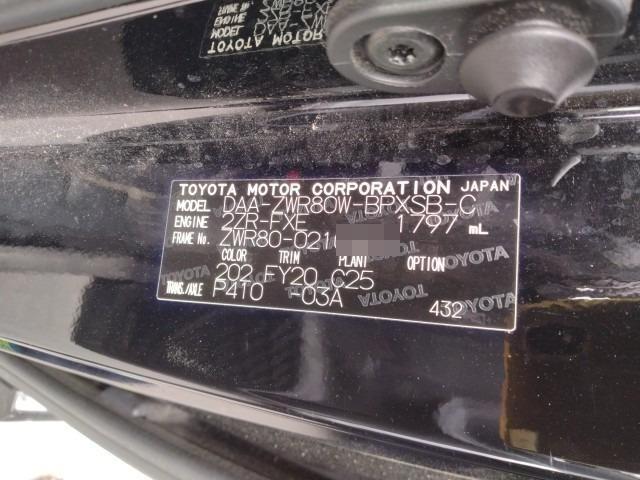 TOYOTA MOTOR CORPORATION JAPAN
MODEL DAA-ZWR80W-BPXSB-C
ENGINE 2ZR-FXE 1797 mL
FRAME No. ZWR80-021
COLOR TRIM PLANT OPTION
202 FY20 C25
TRANS./AXLE P410 -03A
432